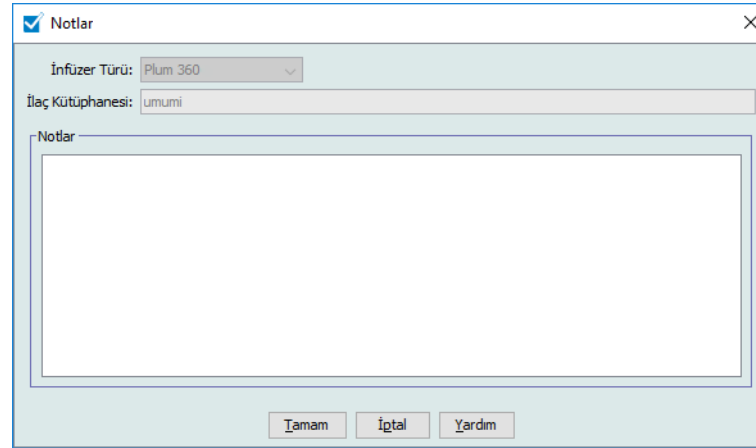 Notlar
İnfüzer Türü: Plum 360
İlaç Kütüphanesi: umumi
Notlar
Tamam İptal Yardım